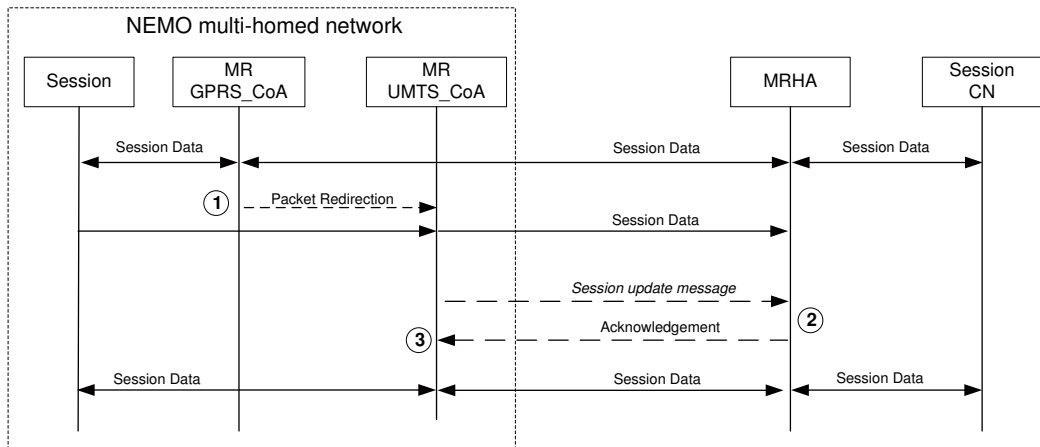 NEMO multi-homed network
Session
MR
GPRS_CoA
MR
UMTS_CoA
MRHA
Session
CN
Session Data
Session Data
Session Data
1
Packet Redirection
Session Data
Session update message
2
3
Acknowledgement
Session Data
Session Data
Session Data